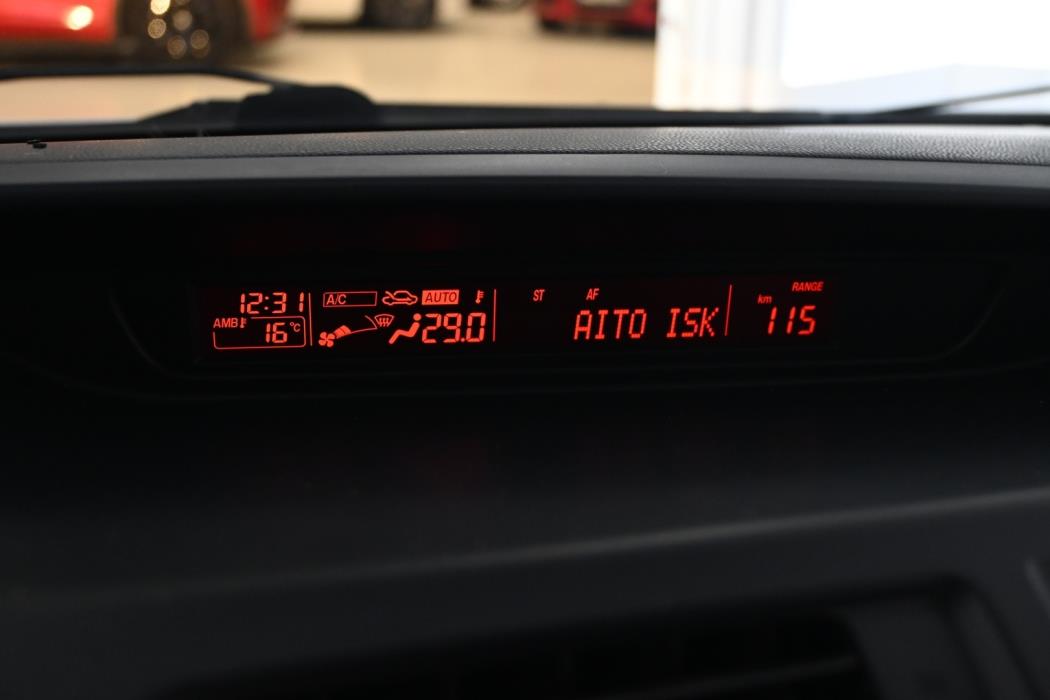 12:31 A/C AUTO ST AF RANGE
AMB 16°C 29.0 AITO ISK km 115